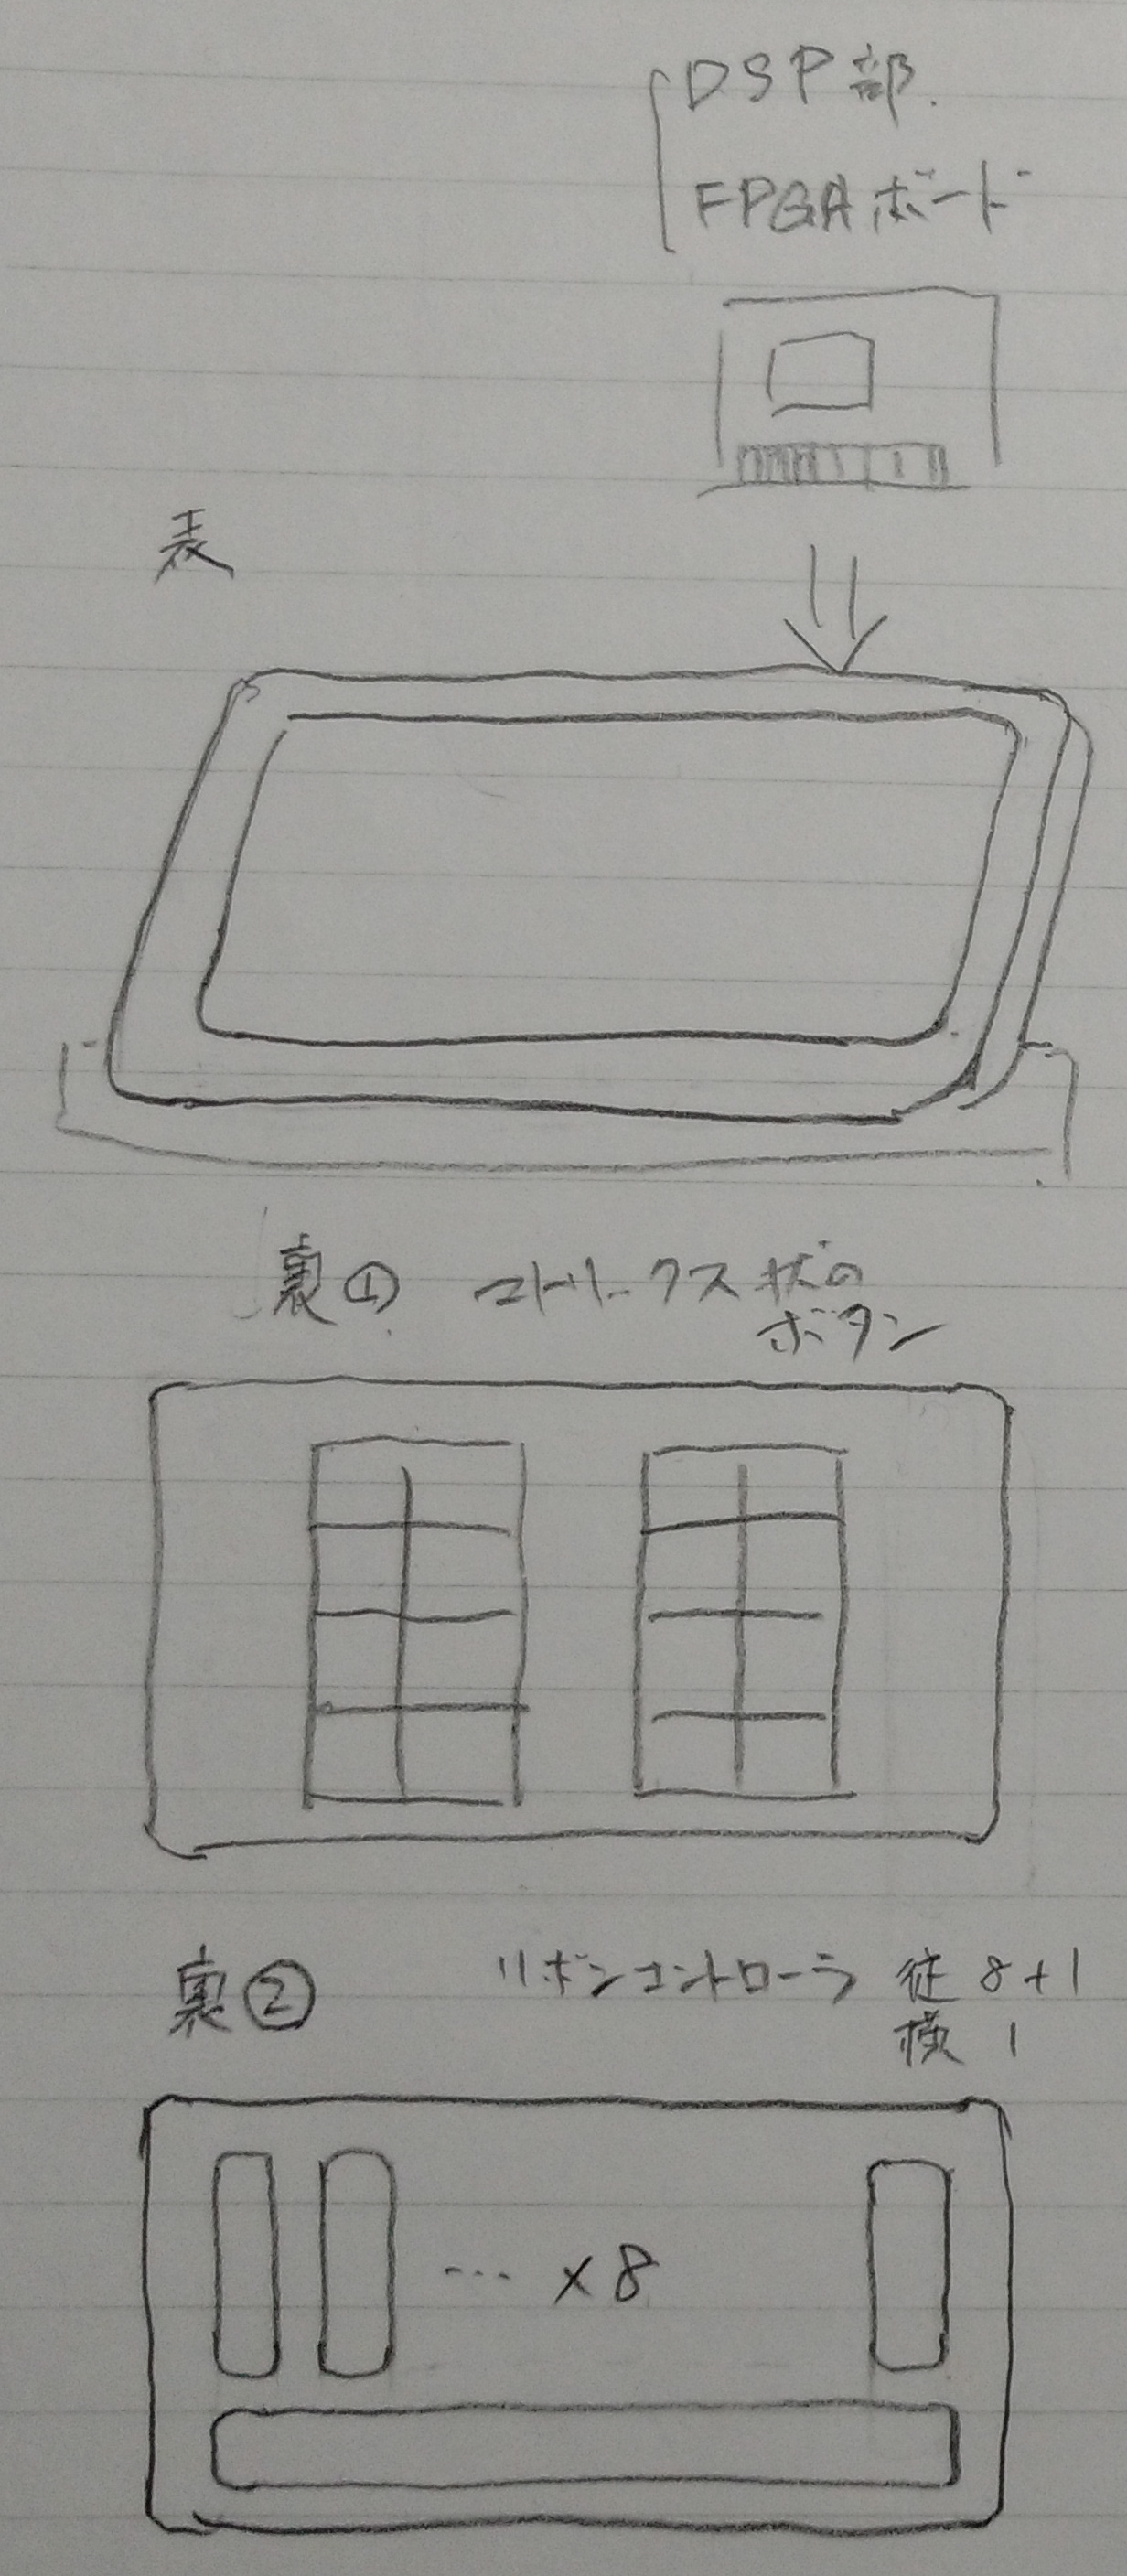 DSP部.
FPGAボード
表
裏① マトリックス状の
ボタン
裏② リボンコントローラ 従 8+1
横 1
… ×8